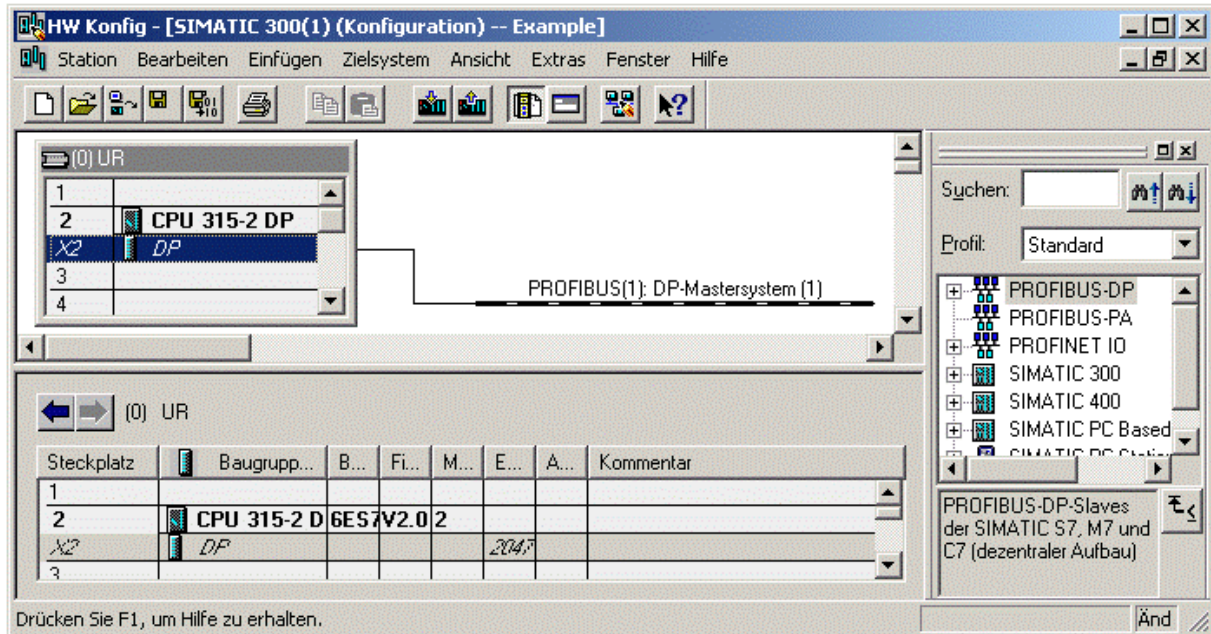 HW Konfig - [SIMATIC 300(1) (Konfiguration) -- Example]
Station Bearbeiten Einfügen Zielsystem Ansicht Extras Fenster Hilfe
(0) UR
1
2 CPU 315-2 DP
X2 DP
3
4
PROFIBUS(1): DP-Mastersystem (1)
Suchen:
Profil: Standard
PROFIBUS-DP
PROFIBUS-PA
PROFINET IO
SIMATIC 300
SIMATIC 400
SIMATIC PC Based
SIMATIC PC Station
PROFIBUS-DP-Slaves
der SIMATIC S7, M7 und
C7 (dezentraler Aufbau)
(0) UR
Steckplatz Baugrupp... B... Fi... M... E... A... Kommentar
1
2 CPU 315-2 D 6ES7 V2.0 2
X2 DP 2047
3
Drücken Sie F1, um Hilfe zu erhalten.
Änd